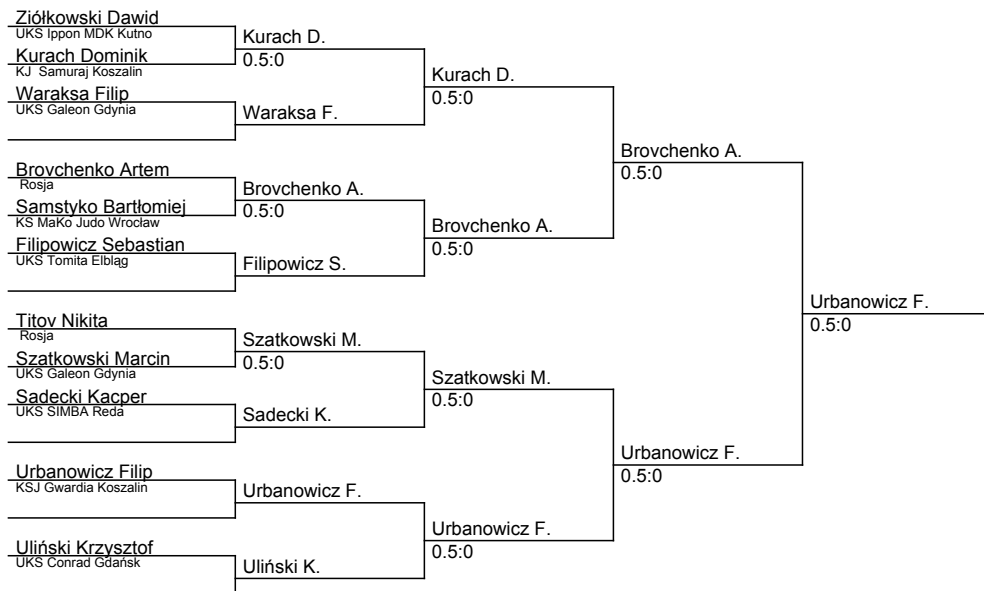 Ziółkowski Dawid
UKS Ippon MDK Kutno
Kurach Dominik
KJ Samuraj Koszalin
Waraksa Filip
UKS Galeon Gdynia
Brovchenko Artem
Rosja
Samstyko Bartłomiej
KS MaKo Judo Wrocław
Filipowicz Sebastian
UKS Tomita Elbląg
Titov Nikita
Rosja
Szatkowski Marcin
UKS Galeon Gdynia
Sadecki Kacper
UKS SIMBA Reda
Urbanowicz Filip
KSJ Gwardia Koszalin
Uliński Krzysztof
UKS Conrad Gdańsk
Kurach D.
0.5:0
Waraksa F.
Brovchenko A.
0.5:0
Filipowicz S.
Szatkowski M.
0.5:0
Sadecki K.
Urbanowicz F.
Uliński K.
Kurach D.
0.5:0
Brovchenko A.
0.5:0
Szatkowski M.
0.5:0
Urbanowicz F.
0.5:0
Brovchenko A.
0.5:0
Urbanowicz F.
0.5:0
Urbanowicz F.
0.5:0